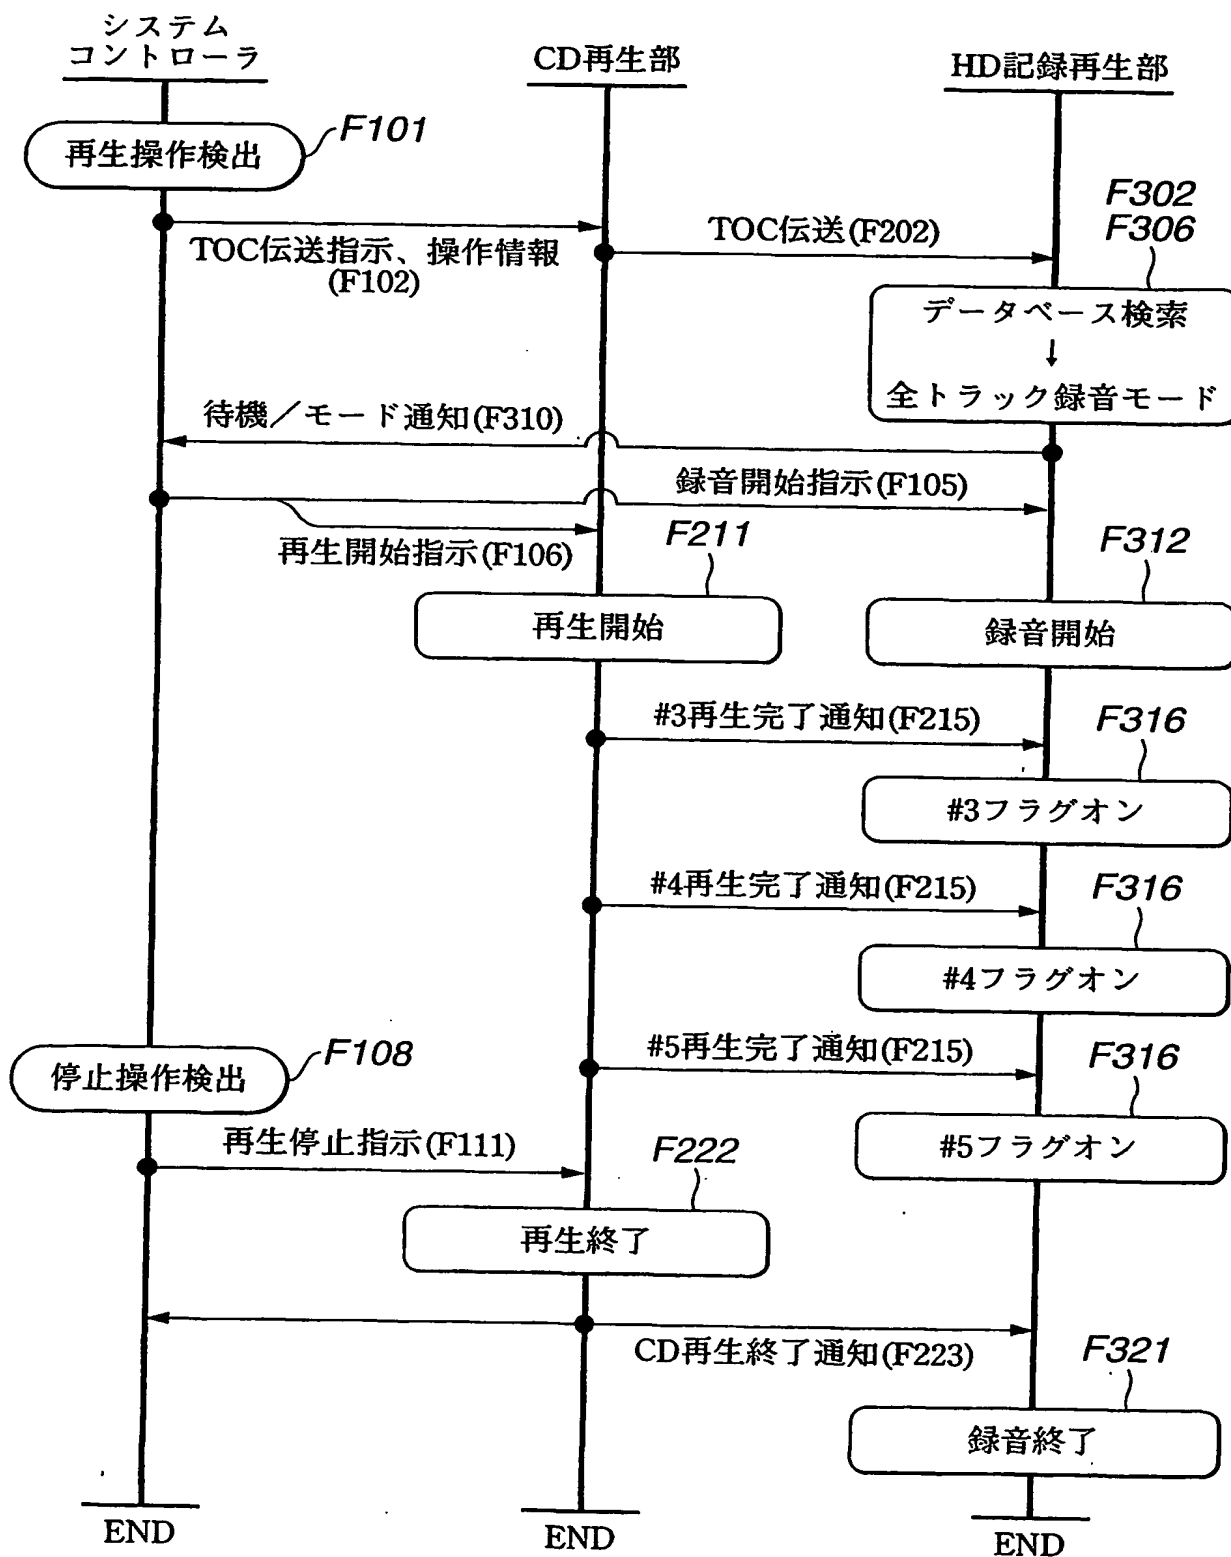 システム
コントローラ
CD再生部
HD記録再生部
再生操作検出
F101
F302
F306
TOC伝送指示、操作情報
(F102)
TOC伝送(F202)
データベース検索
↓
全トラック録音モード
待機／モード通知(F310)
録音開始指示(F105)
再生開始指示(F106)
F211
F312
再生開始
録音開始
#3再生完了通知(F215)
F316
#3フラグオン
#4再生完了通知(F215)
F316
#4フラグオン
停止操作検出
F108
#5再生完了通知(F215)
F316
#5フラグオン
再生停止指示(F111)
F222
再生終了
CD再生終了通知(F223)
F321
録音終了
END
END
END